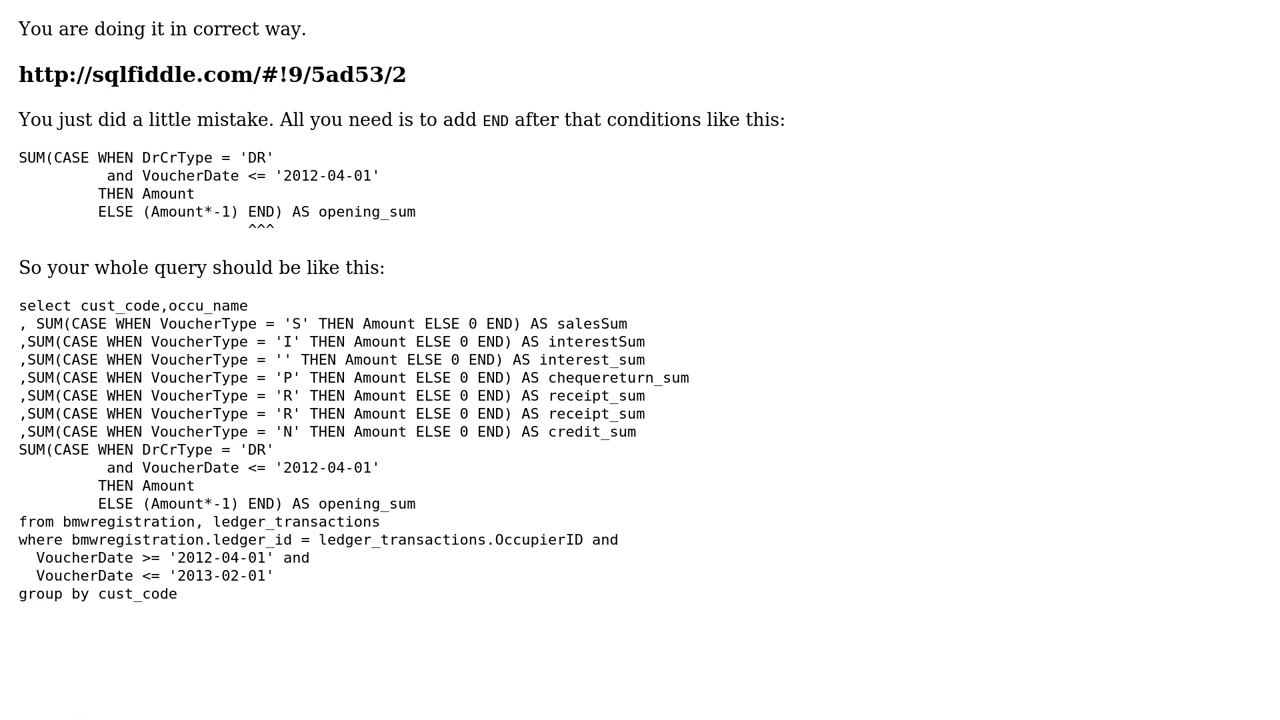 You are doing it in correct way.
http://sqlfiddle.com/#!9/5ad53/2
You just did a little mistake. All you need is to add END after that conditions like this:
SUM(CASE WHEN DrCrType = 'DR'
          and VoucherDate <= '2012-04-01'
         THEN Amount
         ELSE (Amount*-1) END) AS opening_sum
                          ^^^
So your whole query should be like this:
select cust_code,occu_name
, SUM(CASE WHEN VoucherType = 'S' THEN Amount ELSE 0 END) AS salesSum
,SUM(CASE WHEN VoucherType = 'I' THEN Amount ELSE 0 END) AS interestSum
,SUM(CASE WHEN VoucherType = '' THEN Amount ELSE 0 END) AS interest_sum
,SUM(CASE WHEN VoucherType = 'P' THEN Amount ELSE 0 END) AS chequereturn_sum
,SUM(CASE WHEN VoucherType = 'R' THEN Amount ELSE 0 END) AS receipt_sum
,SUM(CASE WHEN VoucherType = 'R' THEN Amount ELSE 0 END) AS receipt_sum
,SUM(CASE WHEN VoucherType = 'N' THEN Amount ELSE 0 END) AS credit_sum
SUM(CASE WHEN DrCrType = 'DR'
          and VoucherDate <= '2012-04-01'
         THEN Amount
         ELSE (Amount*-1) END) AS opening_sum
from bmwregistration, ledger_transactions
where bmwregistration.ledger_id = ledger_transactions.OccupierID and
  VoucherDate >= '2012-04-01' and
  VoucherDate <= '2013-02-01'
group by cust_code